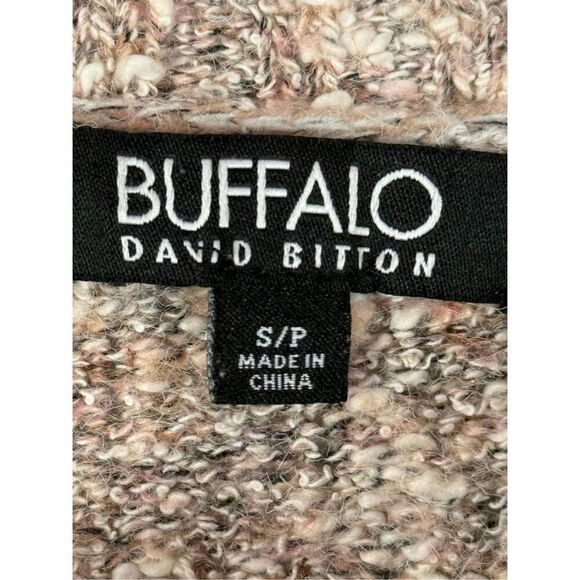 BUFFALO
DAVID BITTON
S/P
MADE IN
CHINA